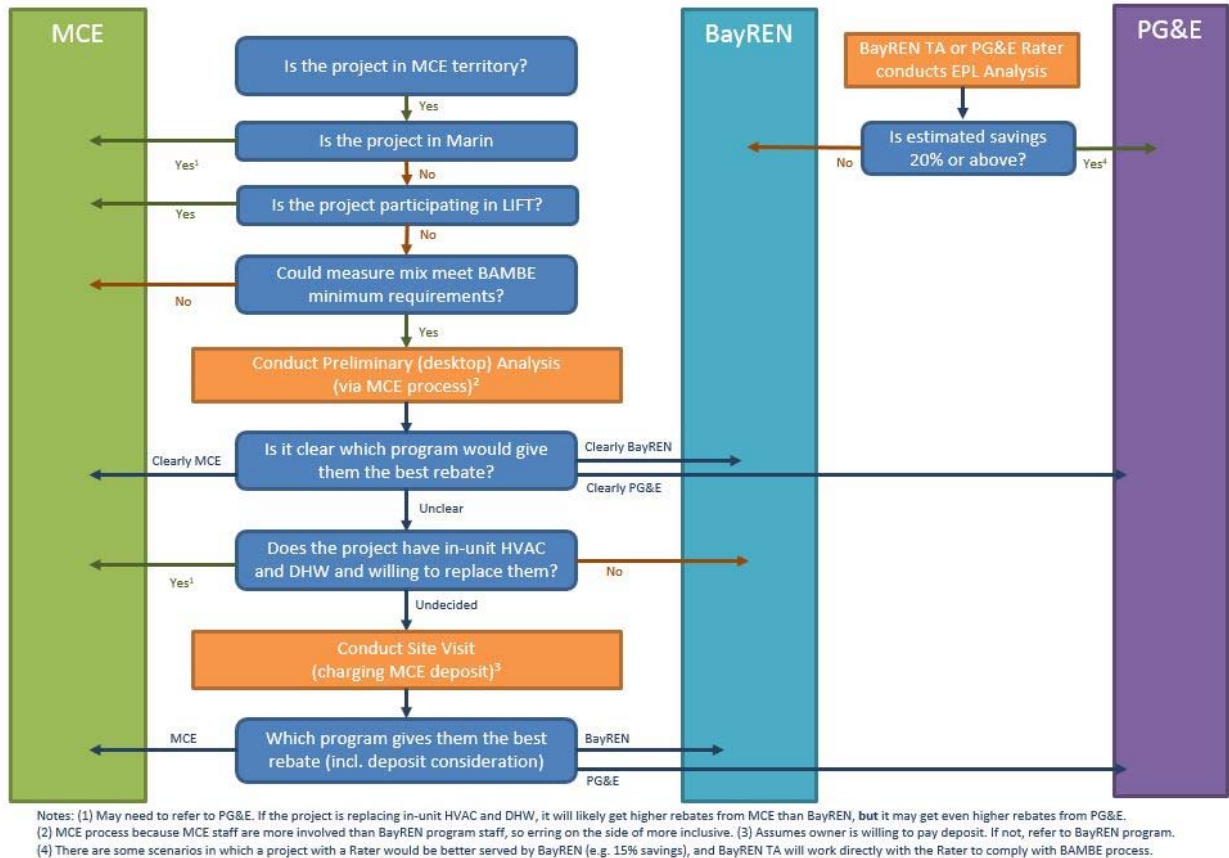 MCE
BayREN
PG&E
Is the project in MCE territory?
BayREN TA or PG&E Rater
conducts EPL Analysis
Yes
Is the project in Marin
Yes¹
No
Is estimated savings
20% or above?
No
Yes⁴
Is the project participating in LIFT?
Yes
No
Could measure mix meet BAMBE
minimum requirements?
No
Yes
Conduct Preliminary (desktop) Analysis
(via MCE process)²
Is it clear which program would give
them the best rebate?
Clearly MCE
Clearly BayREN
Clearly PG&E
Unclear
Does the project have in-unit HVAC
and DHW and willing to replace them?
Yes¹
No
Undecided
Conduct Site Visit
(charging MCE deposit)³
Which program gives them the best
rebate (incl. deposit consideration)
MCE
BayREN
PG&E
Notes: (1) May need to refer to PG&E. If the project is replacing in-unit HVAC and DHW, it will likely get higher rebates from MCE than BayREN, but it may get even higher rebates from PG&E.
(2) MCE process because MCE staff are more involved than BayREN program staff, so erring on the side of more inclusive. (3) Assumes owner is willing to pay deposit. If not, refer to BayREN program.
(4) There are some scenarios in which a project with a Rater would be better served by BayREN (e.g. 15% savings), and BayREN TA will work directly with the Rater to comply with BAMBE process.